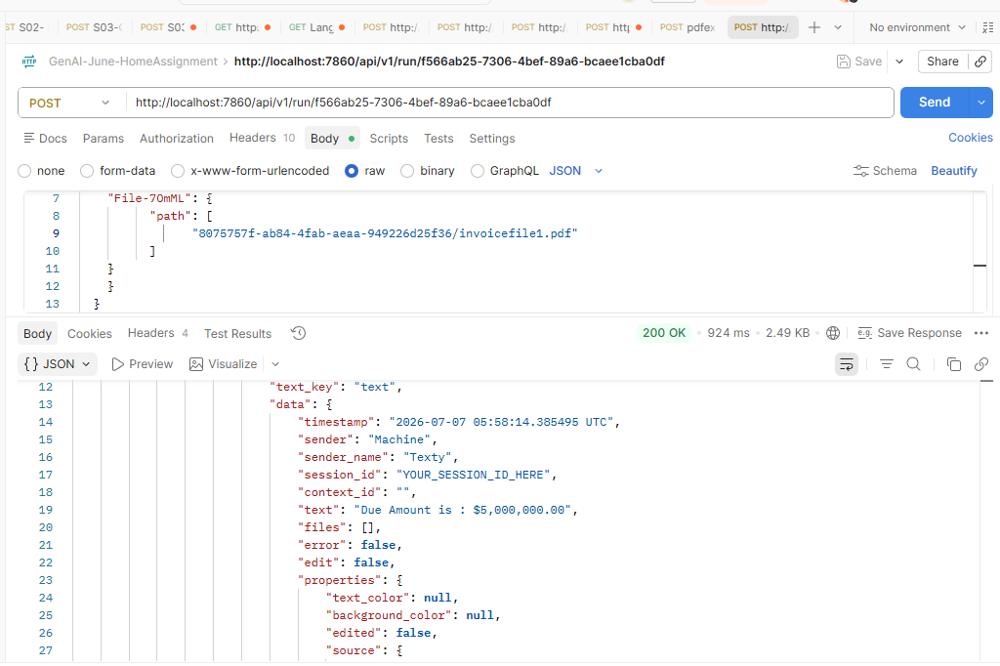 S02-
POST S03-
POST S03
GET http:
GET Lang
POST http:/
POST http:/
POST http:/
POST htt
POST pdfex
POST http:/
No environment
HTTP
GenAI-June-HomeAssignment > http://localhost:7860/api/v1/run/f566ab25-7306-4bef-89a6-bcaee1cba0df
Save
Share
POST
http://localhost:7860/api/v1/run/f566ab25-7306-4bef-89a6-bcaee1cba0df
Send
Docs Params Authorization Headers 10 Body Scripts Tests Settings
Cookies
none form-data x-www-form-urlencoded raw binary GraphQL JSON
Schema Beautify
7 "File-7OmML": {
8 "path": [
9 "8075757f-ab84-4fab-aeaa-949226d25f36/invoicefile1.pdf"
10 ]
11 }
12 }
13 }
Body Cookies Headers 4 Test Results
200 OK • 924 ms • 2.49 KB
e.g. Save Response
{} JSON Preview Visualize
12 "text_key": "text",
13 "data": {
14 "timestamp": "2026-07-07 05:58:14.385495 UTC",
15 "sender": "Machine",
16 "sender_name": "Texty",
17 "session_id": "YOUR_SESSION_ID_HERE",
18 "context_id": "",
19 "text": "Due Amount is : $5,000,000.00",
20 "files": [],
21 "error": false,
22 "edit": false,
23 "properties": {
24 "text_color": null,
25 "background_color": null,
26 "edited": false,
27 "source": {